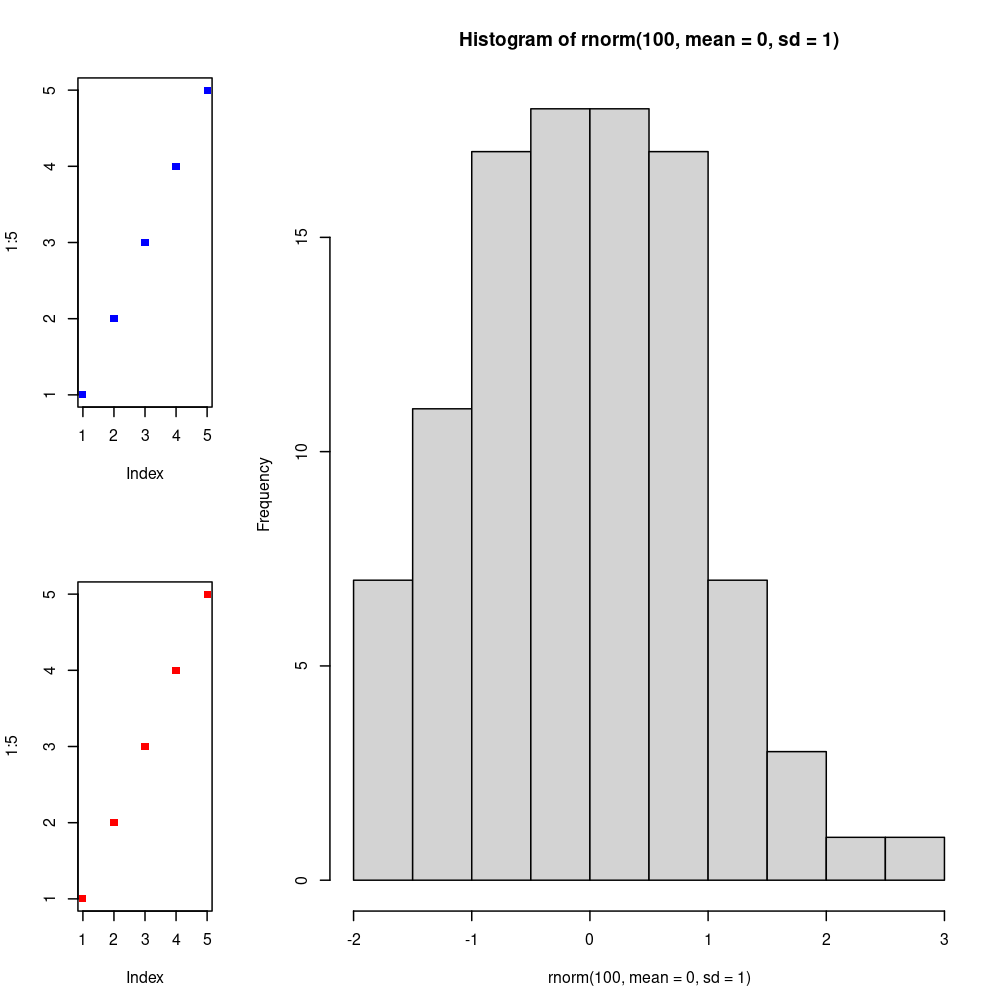 5
4
3
2
1
1:5
1 2 3 4 5
Index
5
4
3
2
1
1:5
1 2 3 4 5
Index
Histogram of rnorm(100, mean = 0, sd = 1)
15
10
5
0
Frequency
-2 -1 0 1 2 3
rnorm(100, mean = 0, sd = 1)